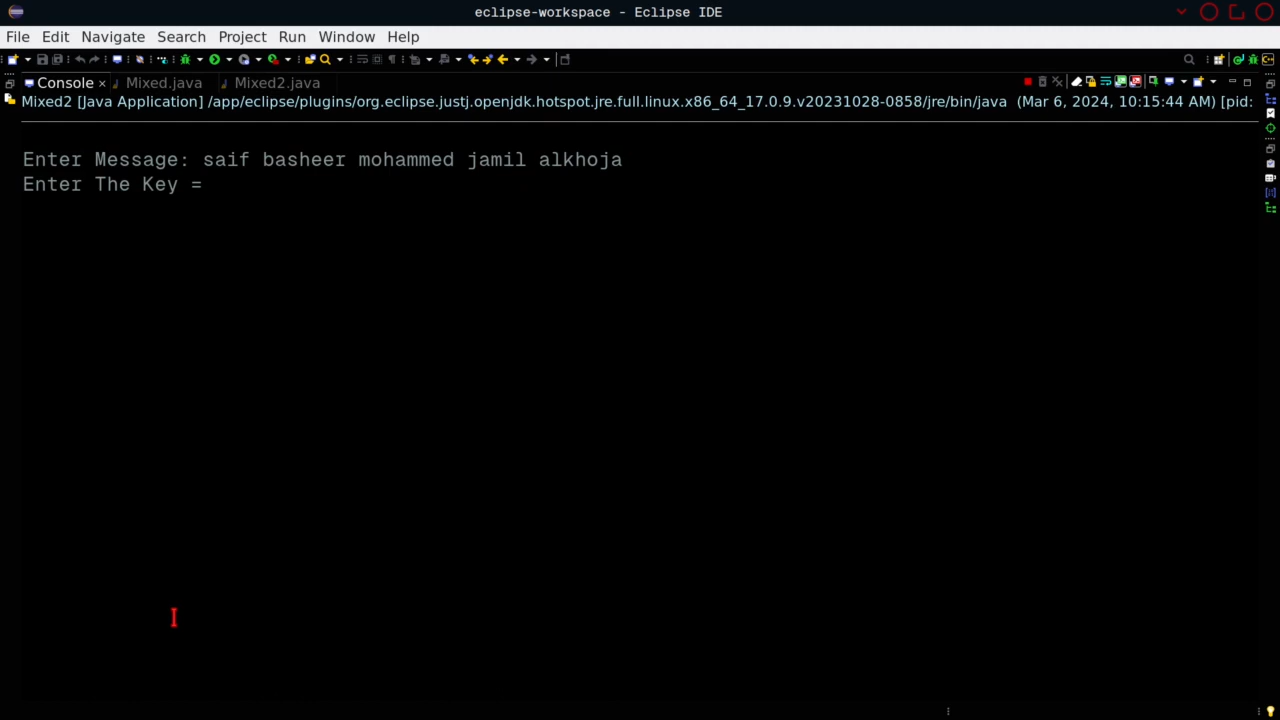 eclipse-workspace - Eclipse IDE
File Edit Navigate Search Project Run Window Help
Console × Mixed.java Mixed2.java
Mixed2 [Java Application] /app/eclipse/plugins/org.eclipse.justj.openjdk.hotspot.jre.full.linux.x86_64_17.0.9.v20231028-0858/jre/bin/java (Mar 6, 2024, 10:15:44 AM) [pid:
Enter Message: saif basheer mohammed jamil alkhoja
Enter The Key =